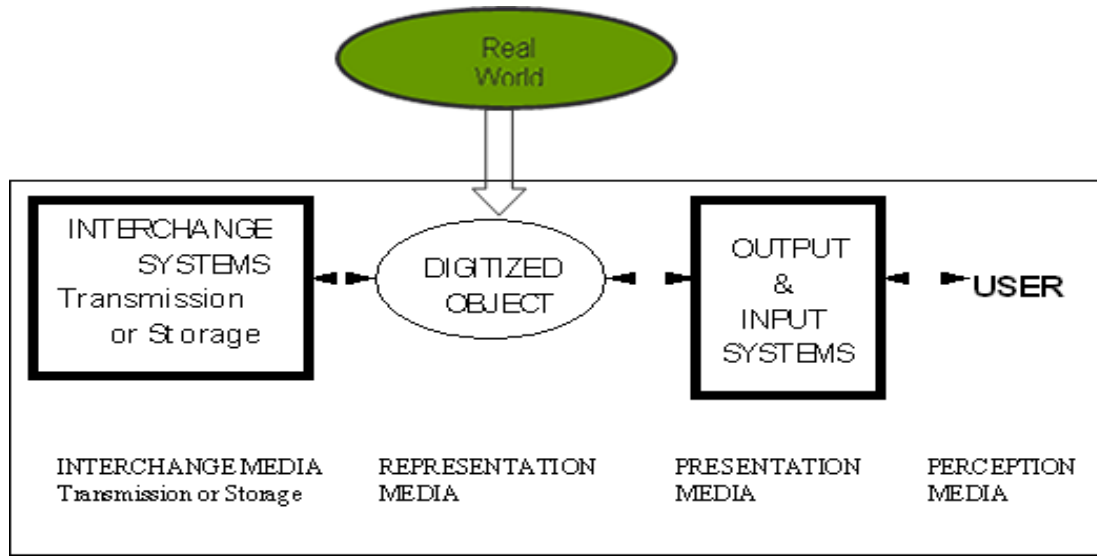 Real
World
INTERCHANGE
SYSTEMS
Transmission
or Storage
DIGITIZED
OBJECT
OUTPUT
&
INPUT
SYSTEMS
USER
INTERCHANGE MEDIA
Transmission or Storage
REPRESENTATION
MEDIA
PRESENTATION
MEDIA
PERCEPTION
MEDIA